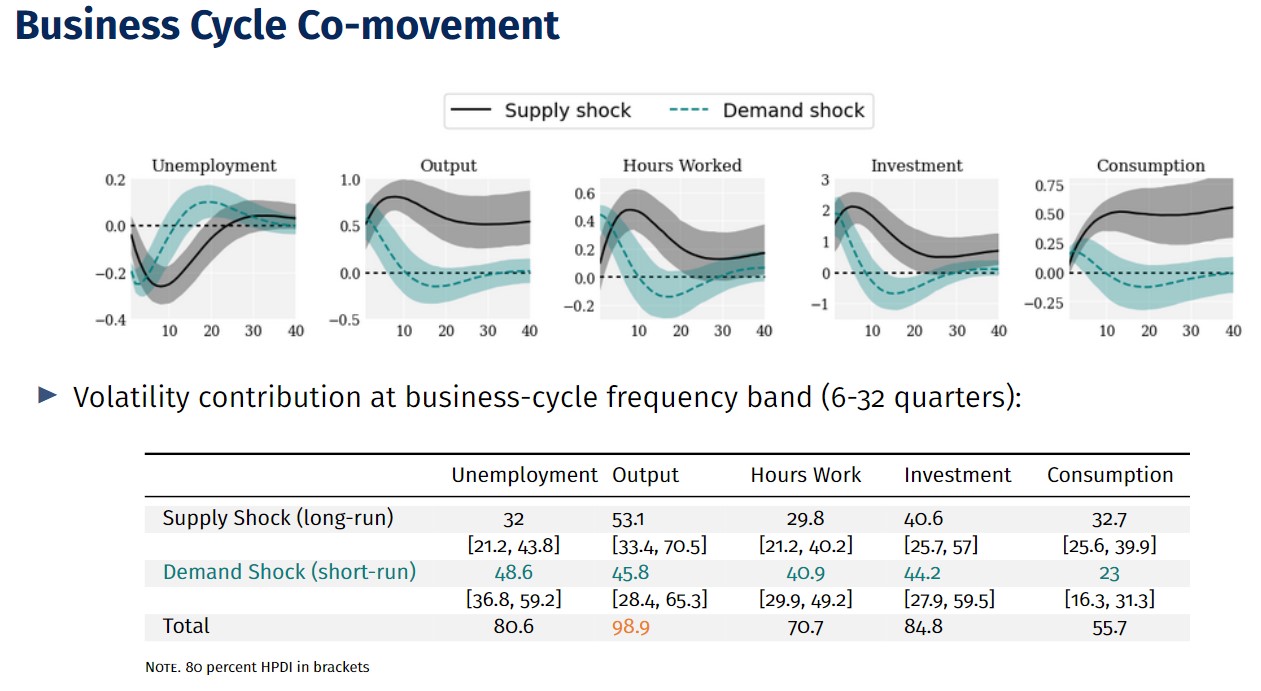 Business Cycle Co-movement
Supply shock Demand shock
Unemployment Output Hours Worked Investment Consumption
0.2 1.0 0.6 3 0.75
0.0 0.5 0.4 2 0.50
−0.2 0.0 0.2 1 0.25
−0.4 −0.5 0.0 0 0.00
−0.2 −1 −0.25
10 20 30 40 10 20 30 40 10 20 30 40 10 20 30 40 10 20 30 40
► Volatility contribution at business-cycle frequency band (6-32 quarters):
Unemployment Output Hours Work Investment Consumption
Supply Shock (long-run) 32 53.1 29.8 40.6 32.7
[21.2, 43.8] [33.4, 70.5] [21.2, 40.2] [25.7, 57] [25.6, 39.9]
Demand Shock (short-run) 48.6 45.8 40.9 44.2 23
[36.8, 59.2] [28.4, 65.3] [29.9, 49.2] [27.9, 59.5] [16.3, 31.3]
Total 80.6 98.9 70.7 84.8 55.7
NOTE. 80 percent HPDI in brackets